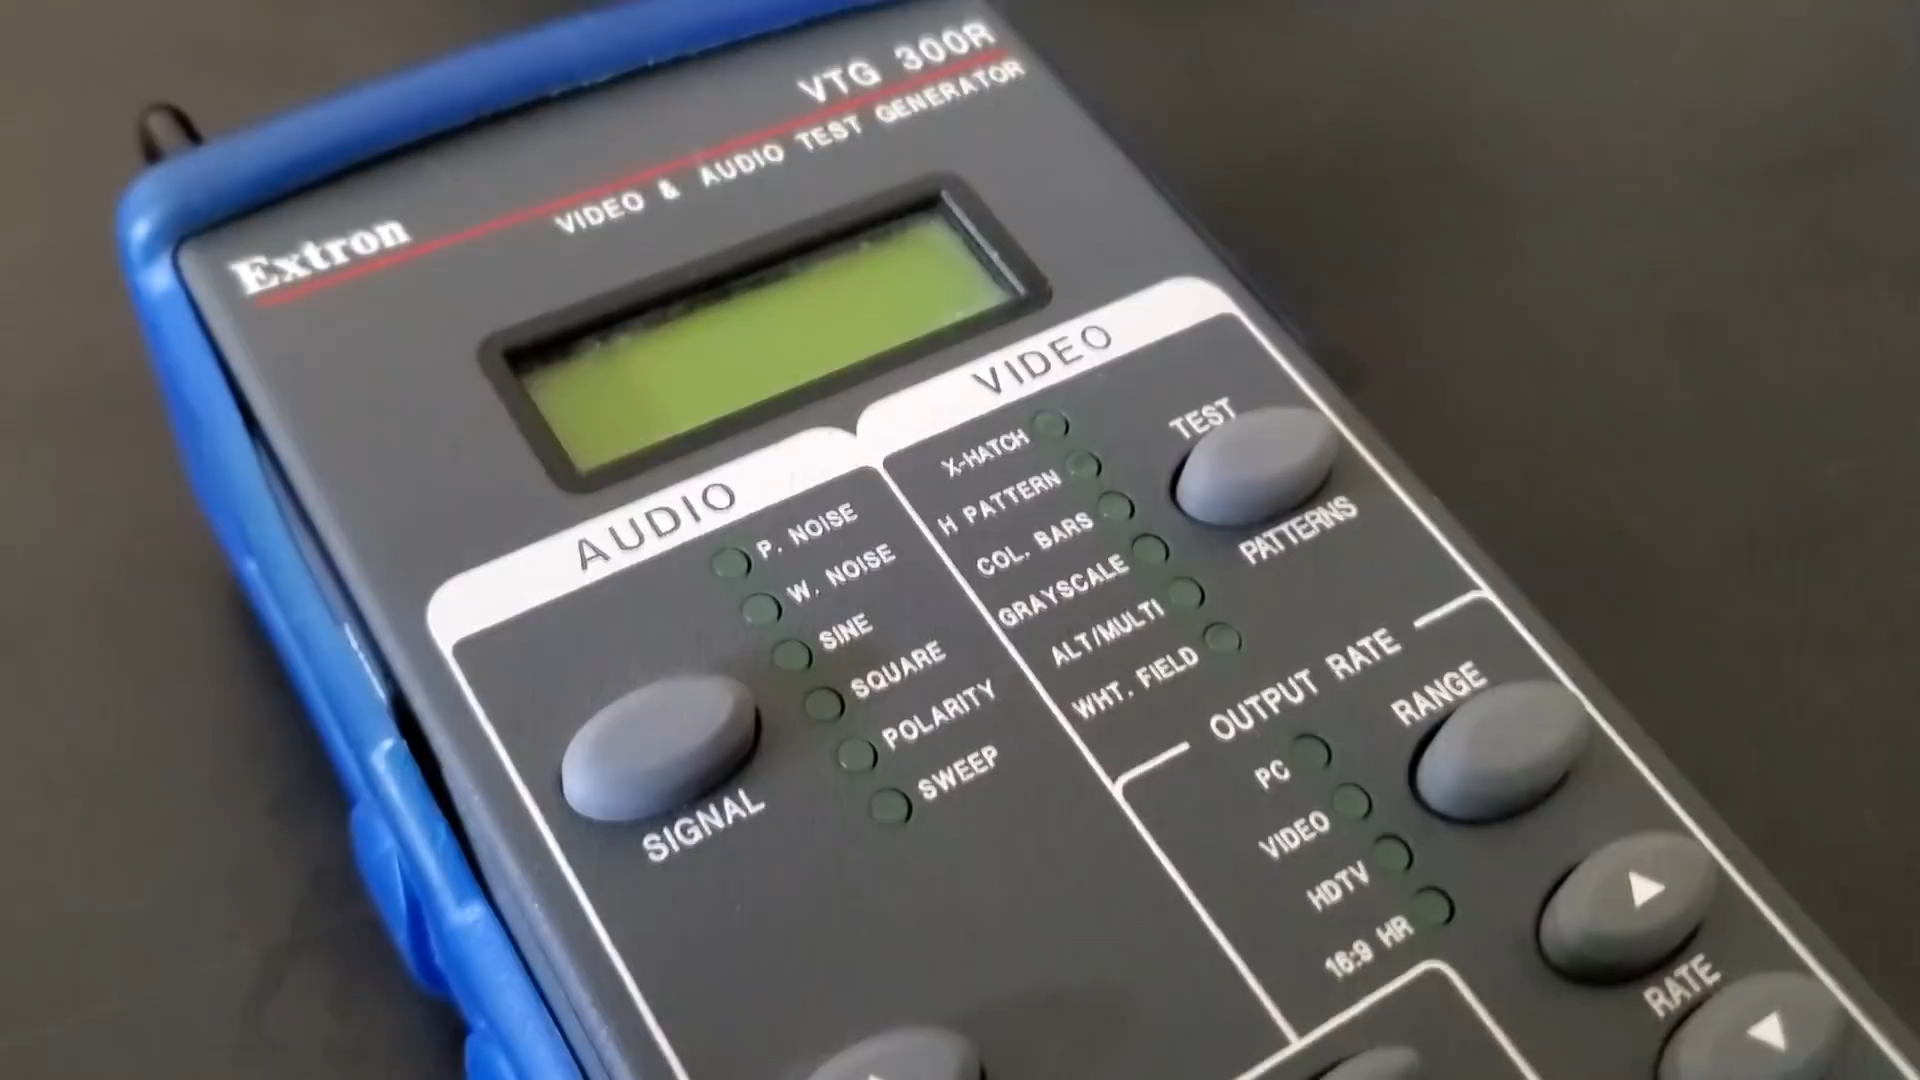 VTG 300R
VIDEO & AUDIO TEST GENERATOR
Extron
AUDIO
P. NOISE
W. NOISE
SINE
SQUARE
POLARITY
SWEEP
SIGNAL
VIDEO
X-HATCH
H PATTERN
COL. BARS
GRAYSCALE
ALT/MULTI
WHT. FIELD
TEST
PATTERNS
OUTPUT RATE
RANGE
PC
VIDEO
HDTV
16:9 HR
RATE